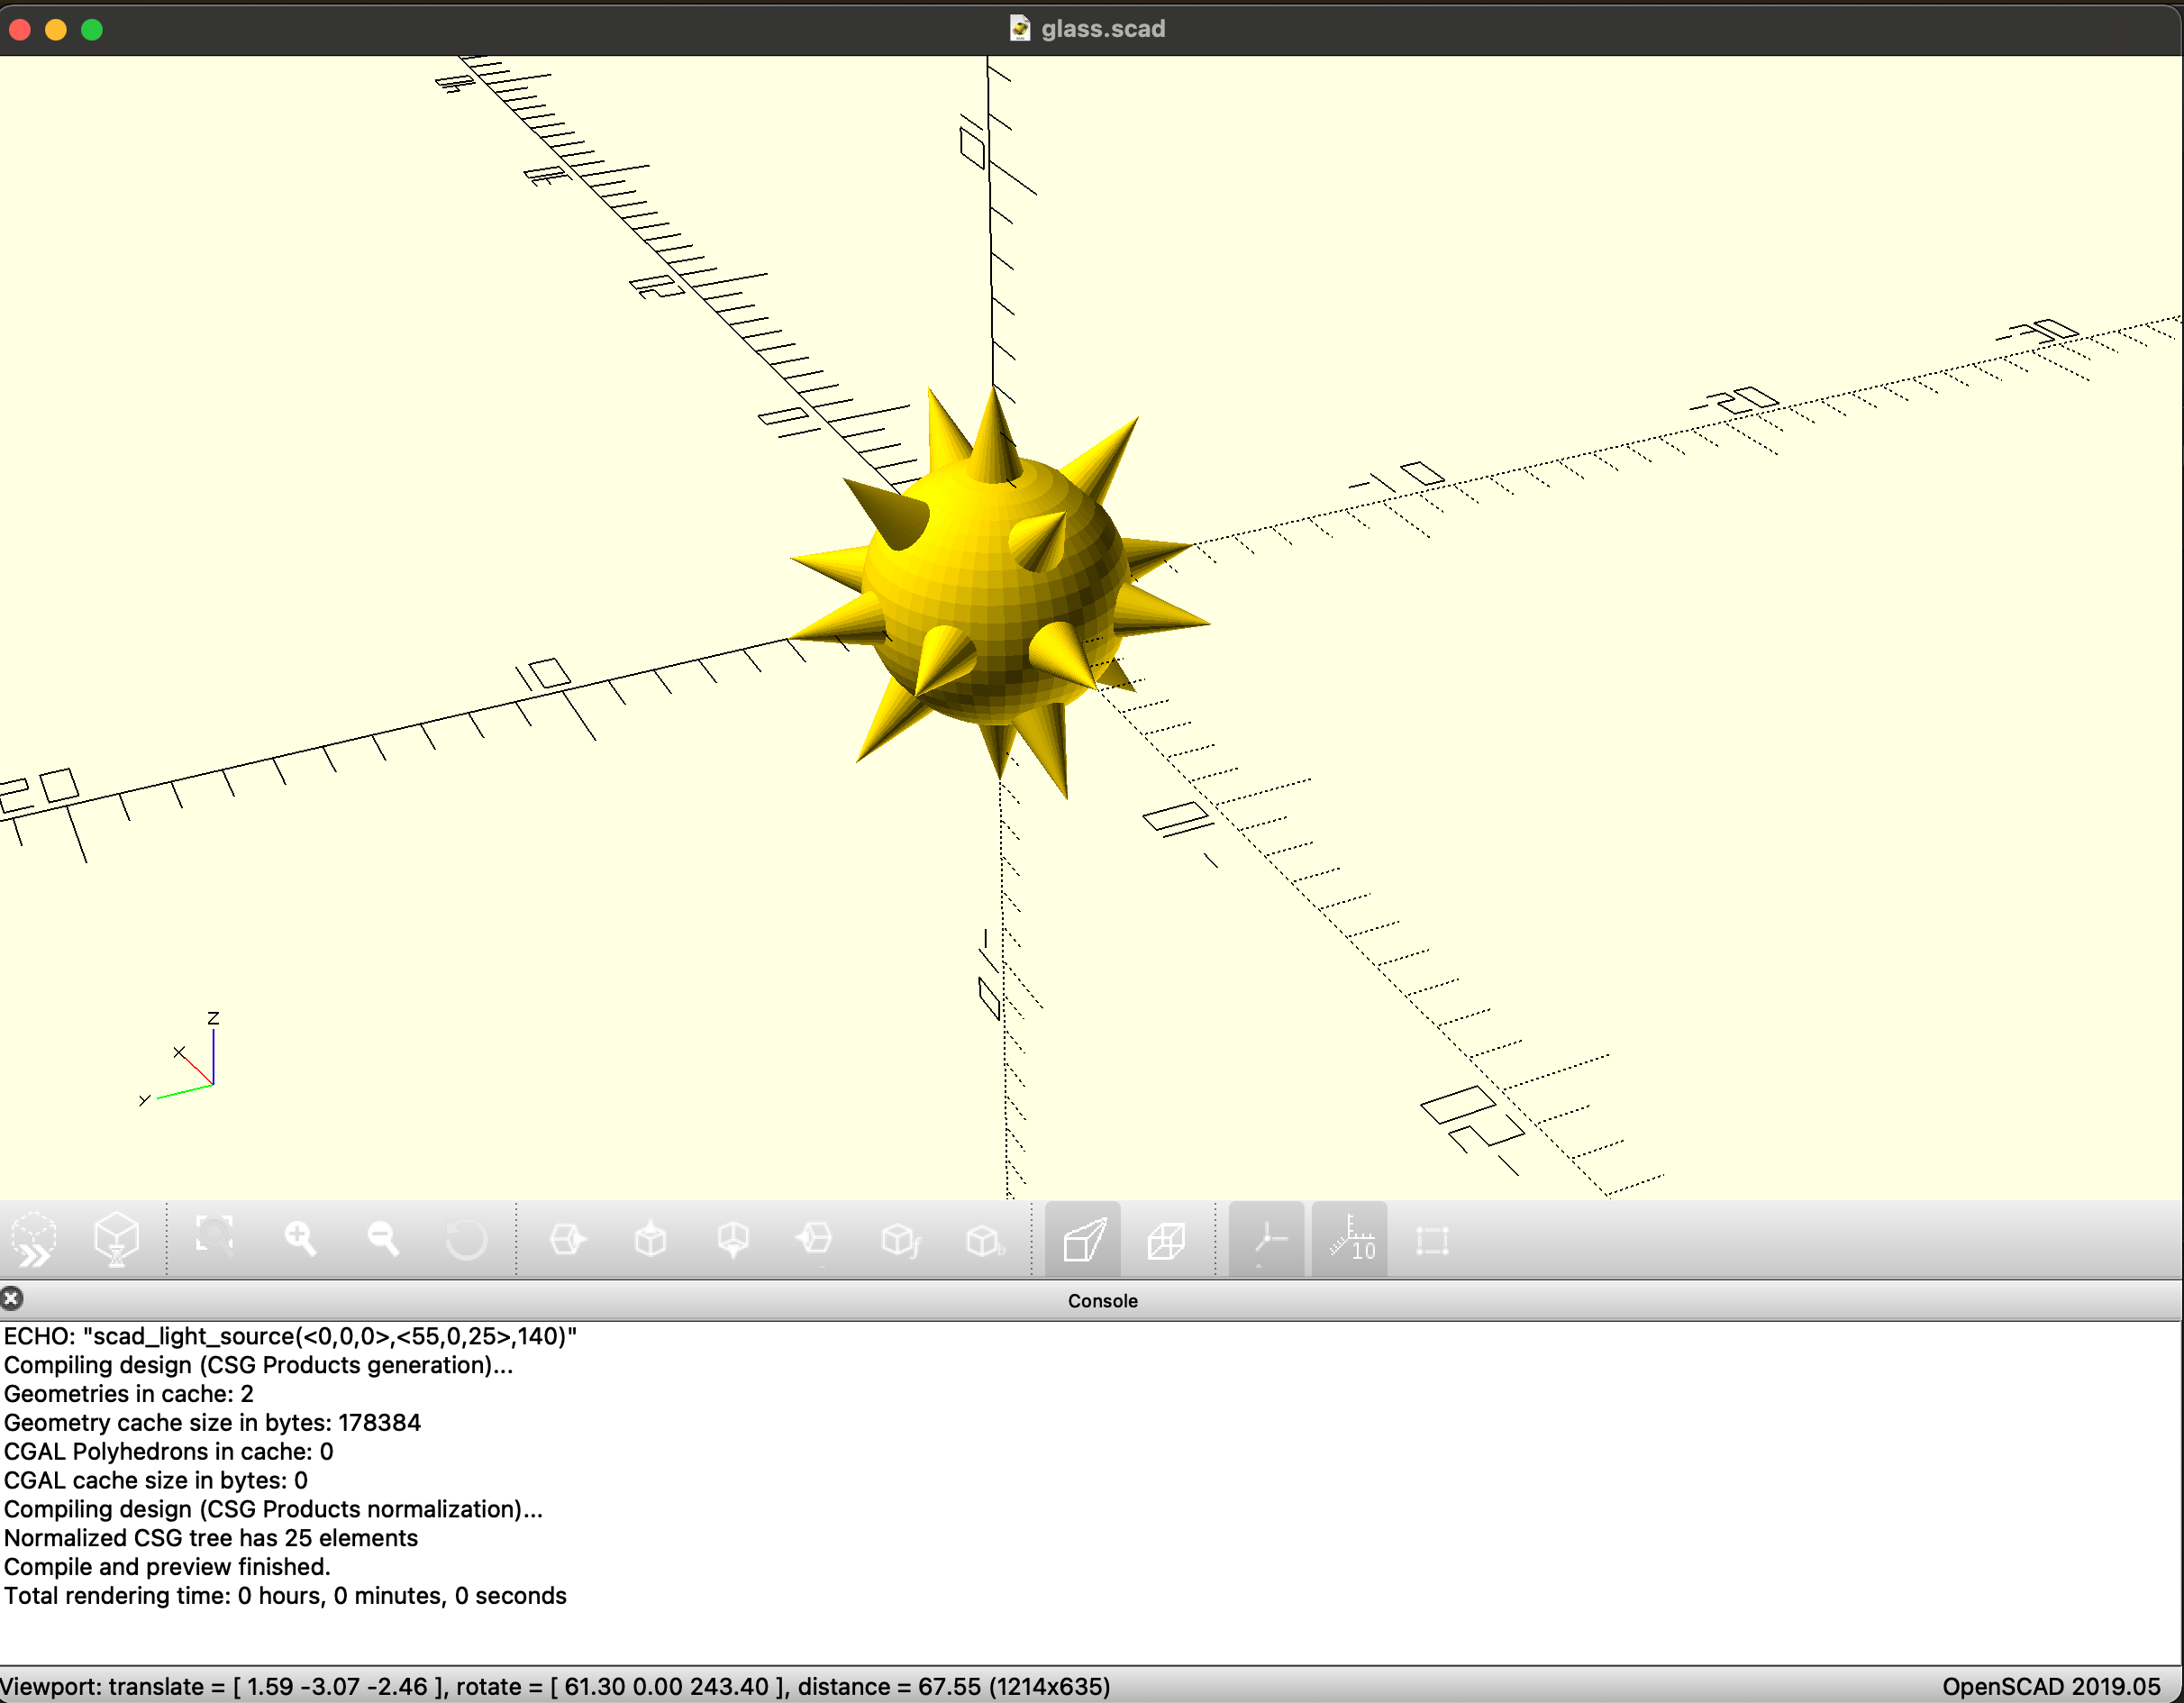 glass.scad
10
20
-10
-20
-30
10
20
10
-10
-10
-20
Z
X
Y
10
Console
ECHO: "scad_light_source(<0,0,0>,<55,0,25>,140)"
Compiling design (CSG Products generation)...
Geometries in cache: 2
Geometry cache size in bytes: 178384
CGAL Polyhedrons in cache: 0
CGAL cache size in bytes: 0
Compiling design (CSG Products normalization)...
Normalized CSG tree has 25 elements
Compile and preview finished.
Total rendering time: 0 hours, 0 minutes, 0 seconds
Viewport: translate = [ 1.59 -3.07 -2.46 ], rotate = [ 61.30 0.00 243.40 ], distance = 67.55 (1214x635)
OpenSCAD 2019.05